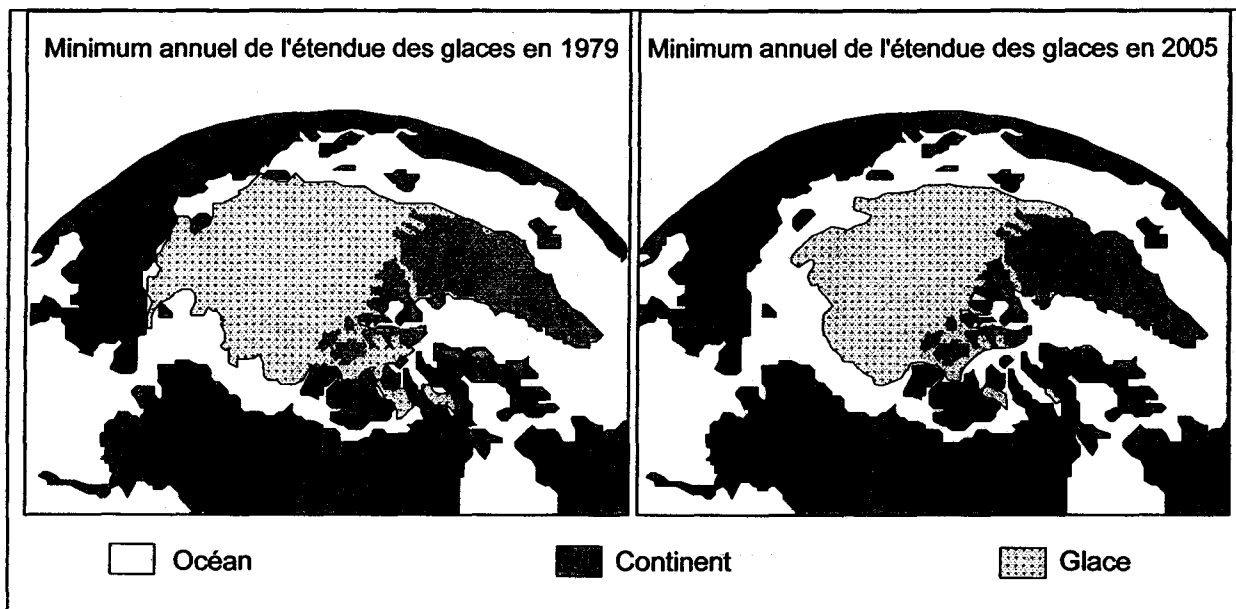 Minimum annuel de l'étendue des glaces en 1979
Minimum annuel de l'étendue des glaces en 2005
Océan
Continent
Glace